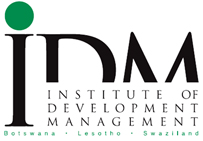 iDM
INSTITUTE OF
DEVELOPMENT
MANAGEMENT
Botswana • Lesotho • Swaziland